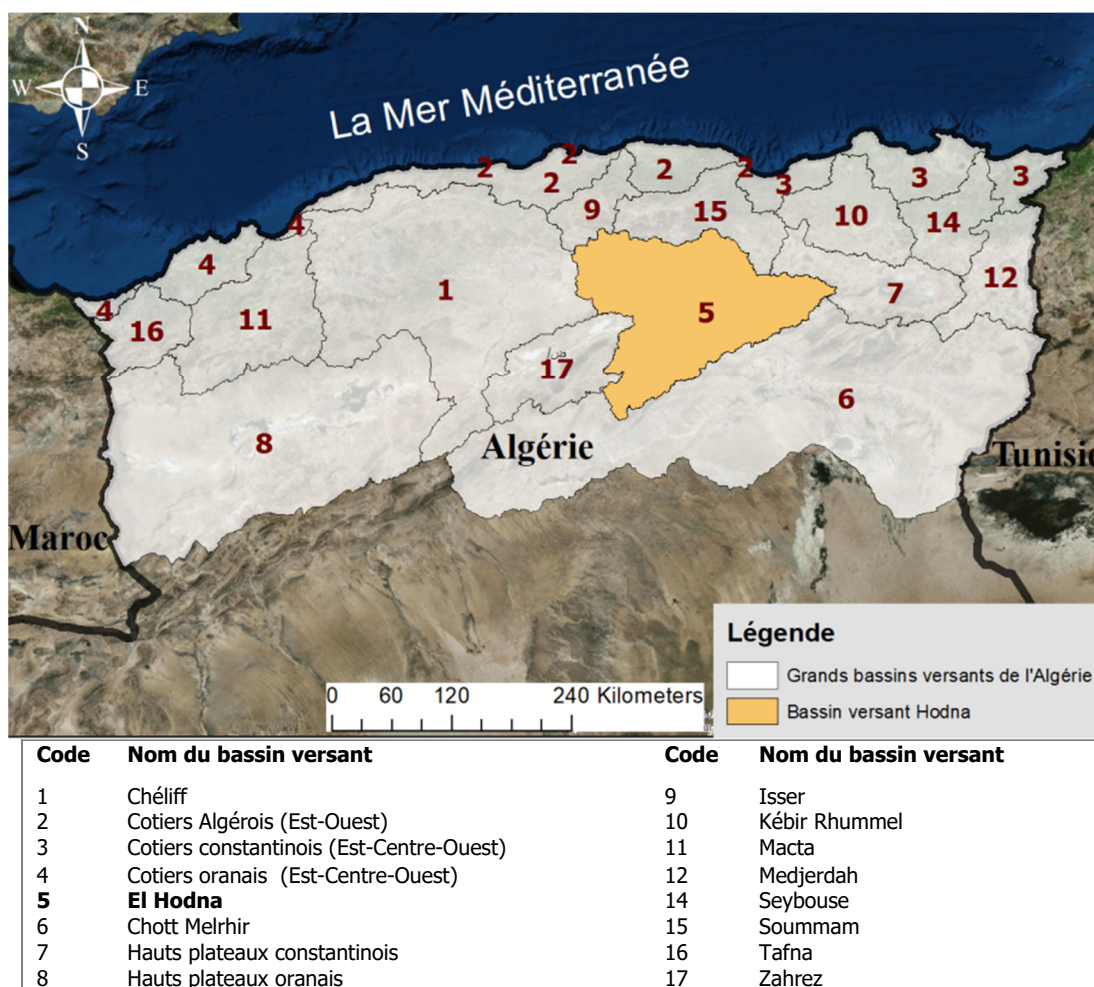 N
W E
S
La Mer Méditerranée
2
2
2 2 2 3 3 3
9 15 10 14
4
4
12
1
5
7
4
16 11
17
6
8
Algérie
Tunisie
Maroc
Légende
Grands bassins versants de l'Algérie
Bassin versant Hodna
0 60 120 240 Kilometers
Code Nom du bassin versant Code Nom du bassin versant
1 Chéliff 9 Isser
2 Cotiers Algérois (Est-Ouest) 10 Kébir Rhummel
3 Cotiers constantinois (Est-Centre-Ouest) 11 Macta
4 Cotiers oranais (Est-Centre-Ouest) 12 Medjerdah
5 El Hodna 14 Seybouse
6 Chott Melrhir 15 Soummam
7 Hauts plateaux constantinois 16 Tafna
8 Hauts plateaux oranais 17 Zahrez